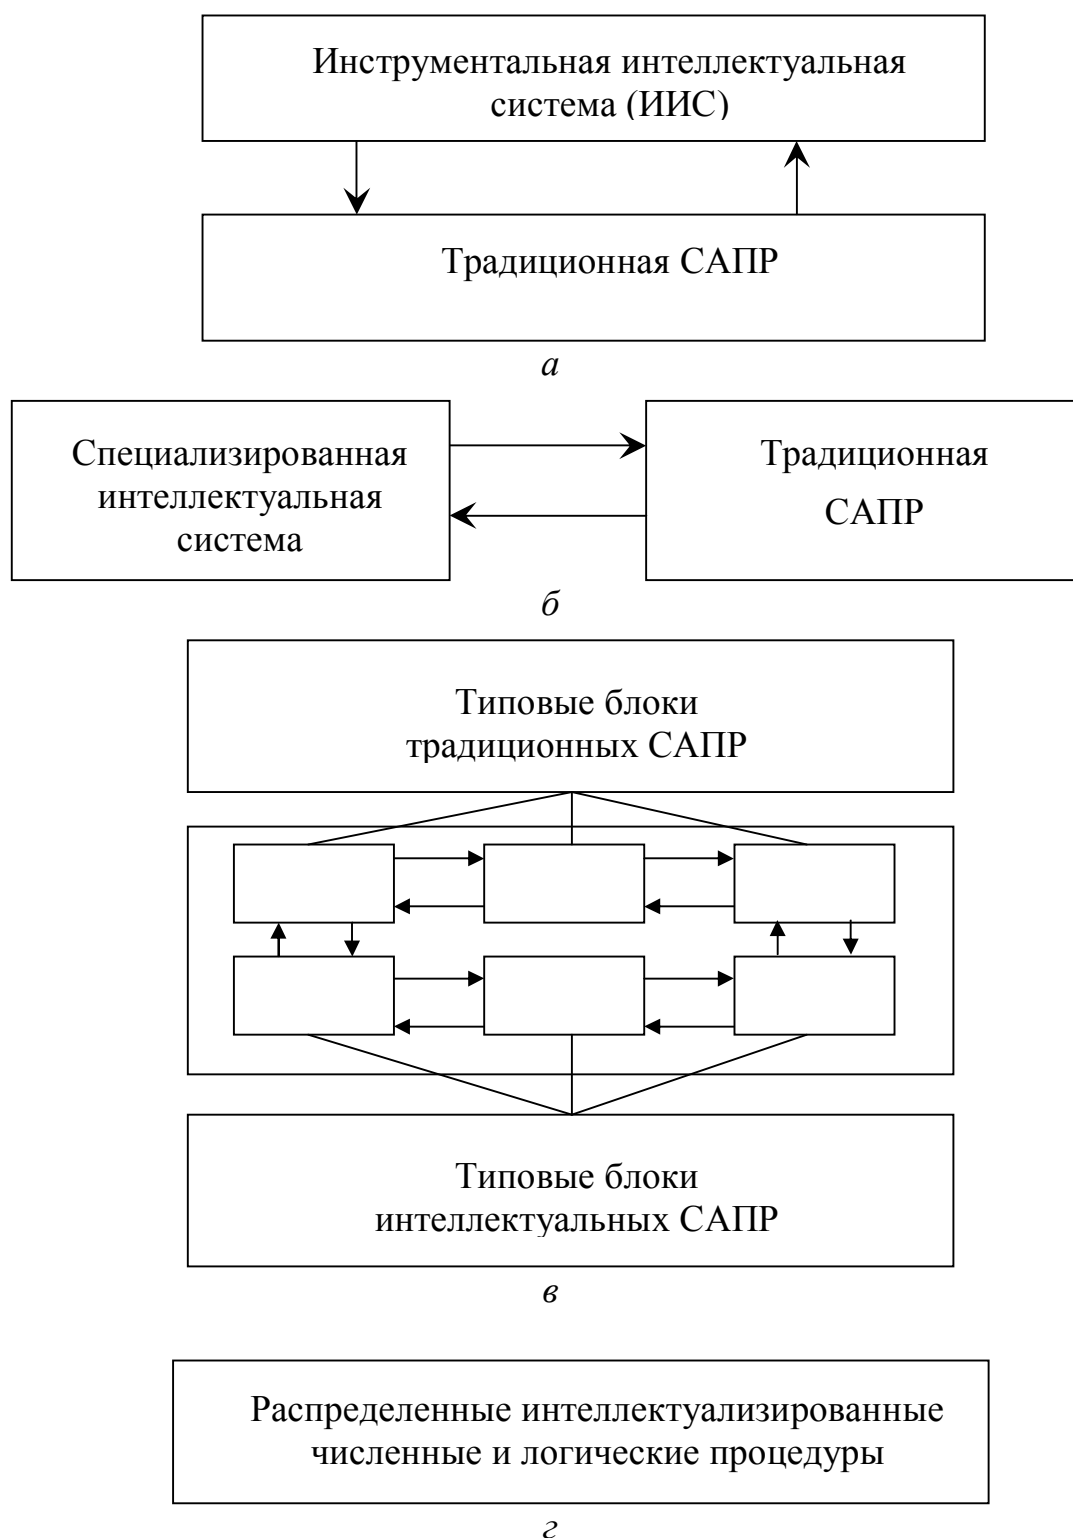 Инструментальная интеллектуальная
система (ИИС)
Традиционная САПР
а
Специализированная
интеллектуальная
система
Традиционная
САПР
б
Типовые блоки
традиционных САПР
Типовые блоки
интеллектуальных САПР
в
Распределенные интеллектуализированные
численные и логические процедуры
г